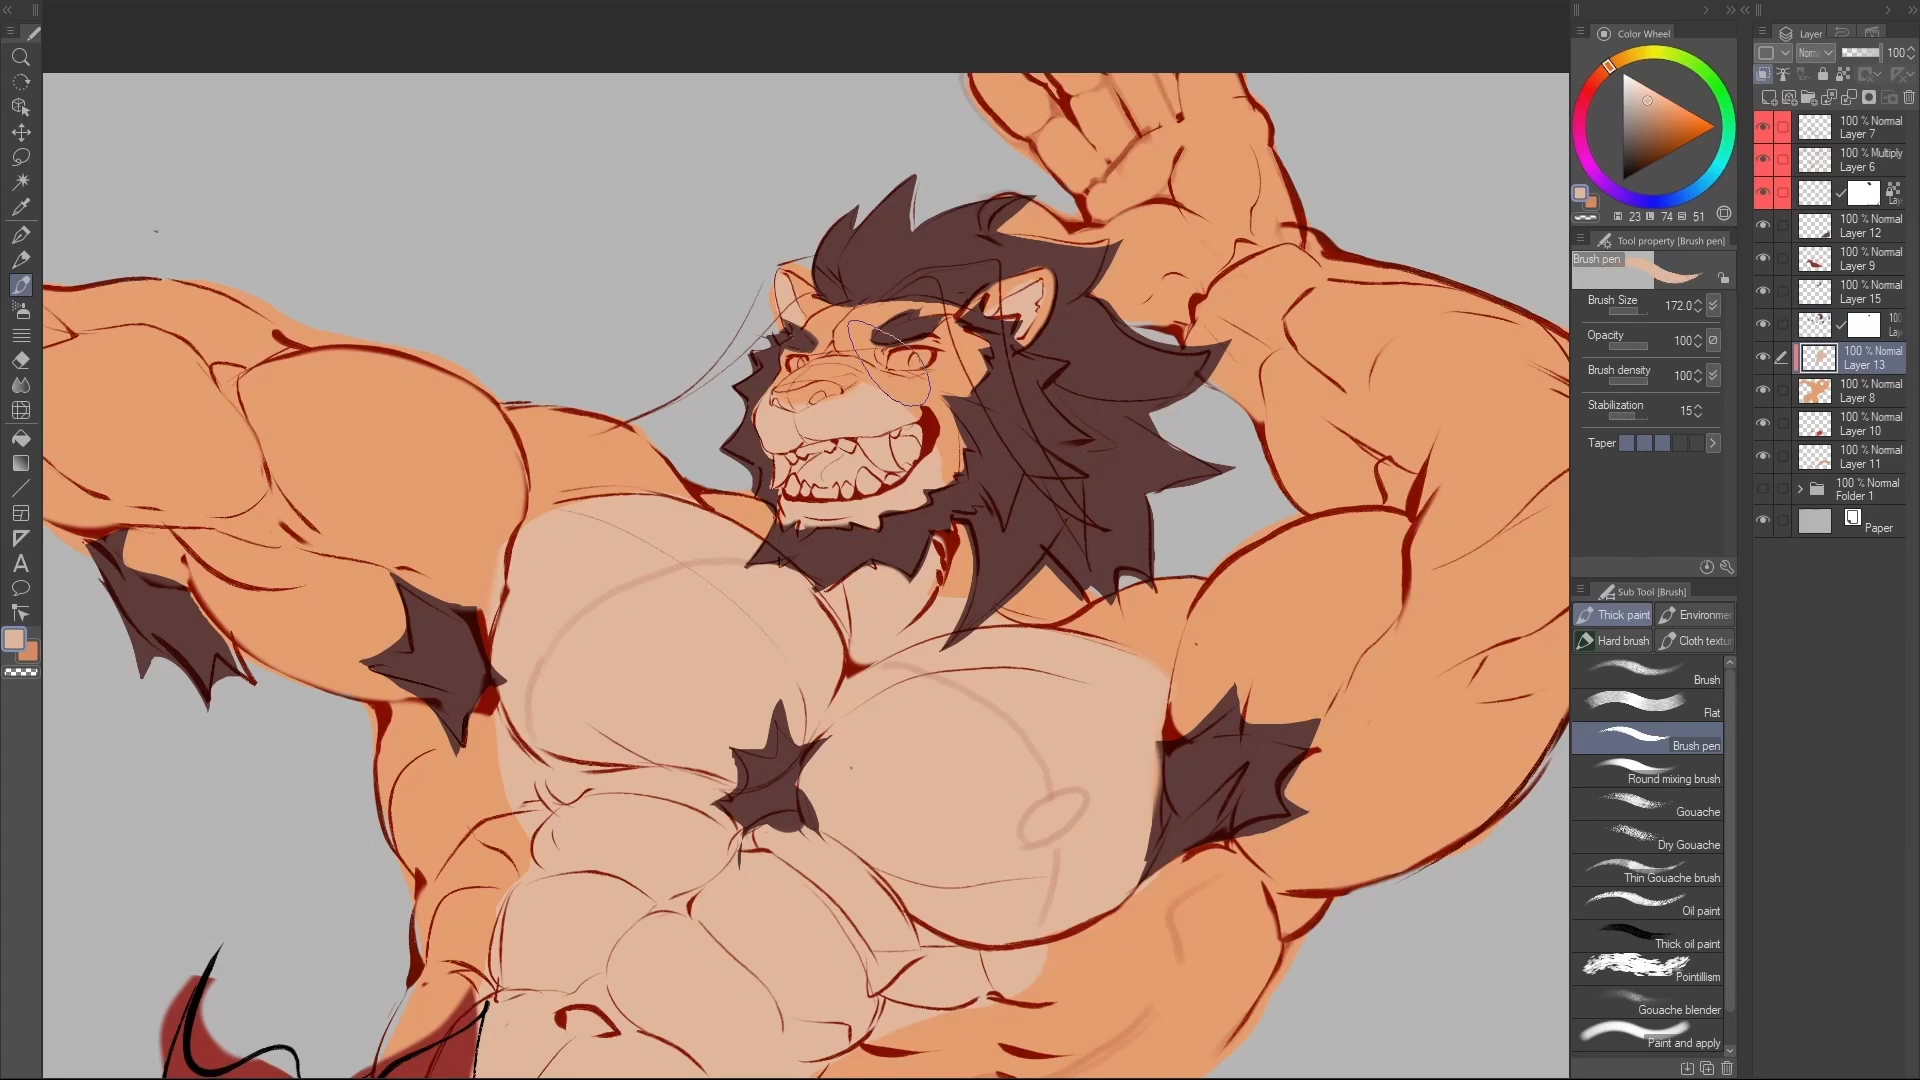 Color Wheel
23 74 51
Tool property [Brush pen]
Brush pen
Brush Size 172.0
Opacity 100
Brush density 100
Stabilization 15
Taper
Sub Tool [Brush]
Thick paint
Environme
Hard brush
Cloth textu
Brush
Flat
Brush pen
Round mixing brush
Gouache
Dry Gouache
Thin Gouache brush
Oil paint
Thick oil paint
Pointillism
Gouache blender
Paint and apply
Layer
100
100 % Normal
Layer 7
100 % Multiply
Layer 6
100 % Normal
Layer 12
100 % Normal
Layer 9
100 % Normal
Layer 15
100 % Normal
Layer 13
100 % Normal
Layer 8
100 % Normal
Layer 10
100 % Normal
Layer 11
100 % Normal
Folder 1
Paper